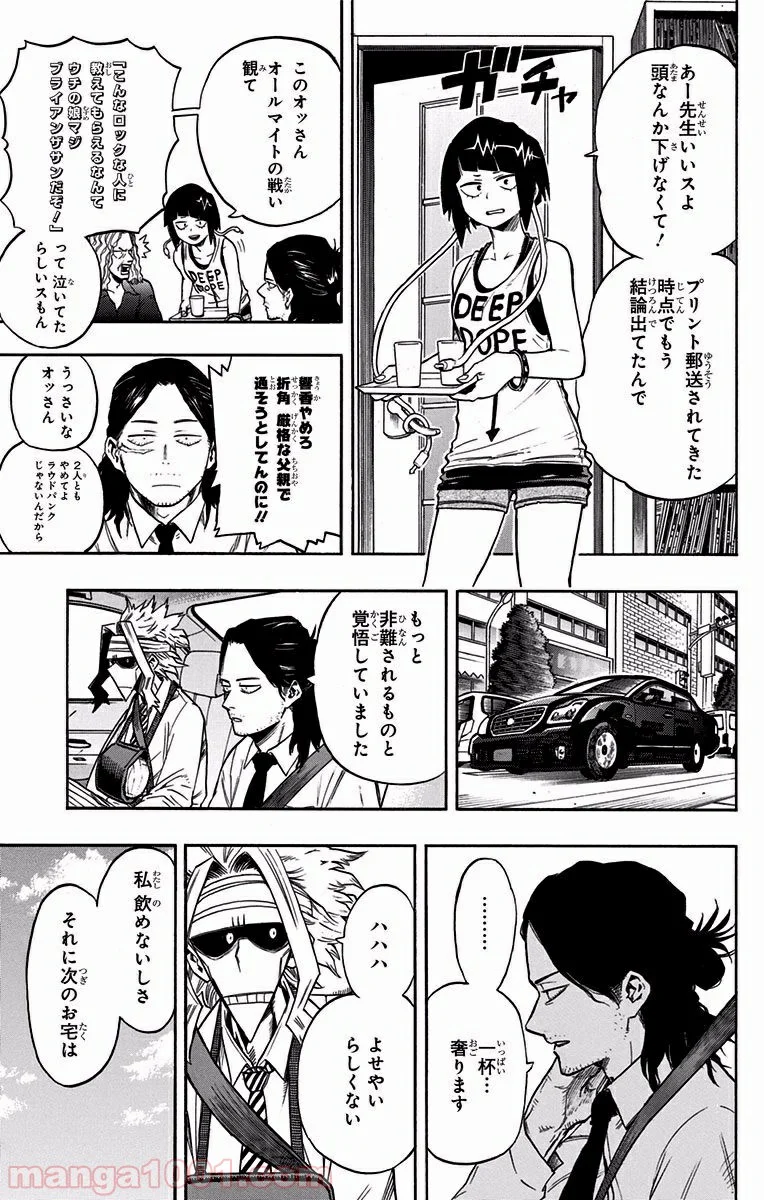 あー先生いいスよ
頭なんか下げなくて!
ガチャ
プリント郵送されてきた
時点でもう
結論出てたんで
DEEP
DOPE
このオッさん
オールマイトの戦い
観て
『こんなロックな人に
教えてもらえるなんて
ウチの娘マジ
ブライアンザサンだぞ!』
って泣いてた
らしいスもん
DEEP
DOPE
響香やめろ
折角 厳格な父親で
通そうとしてんのに!!
うっさいな
オッさん
2人とも
やめてよ
ラウドパンク
じゃないんだから
もっと
非難されるものと
覚悟していました
………
一杯…
奢ります
ハハハ
よせやい
らしくない
私 飲めないしさ
それに次のお宅は
manga1001.com